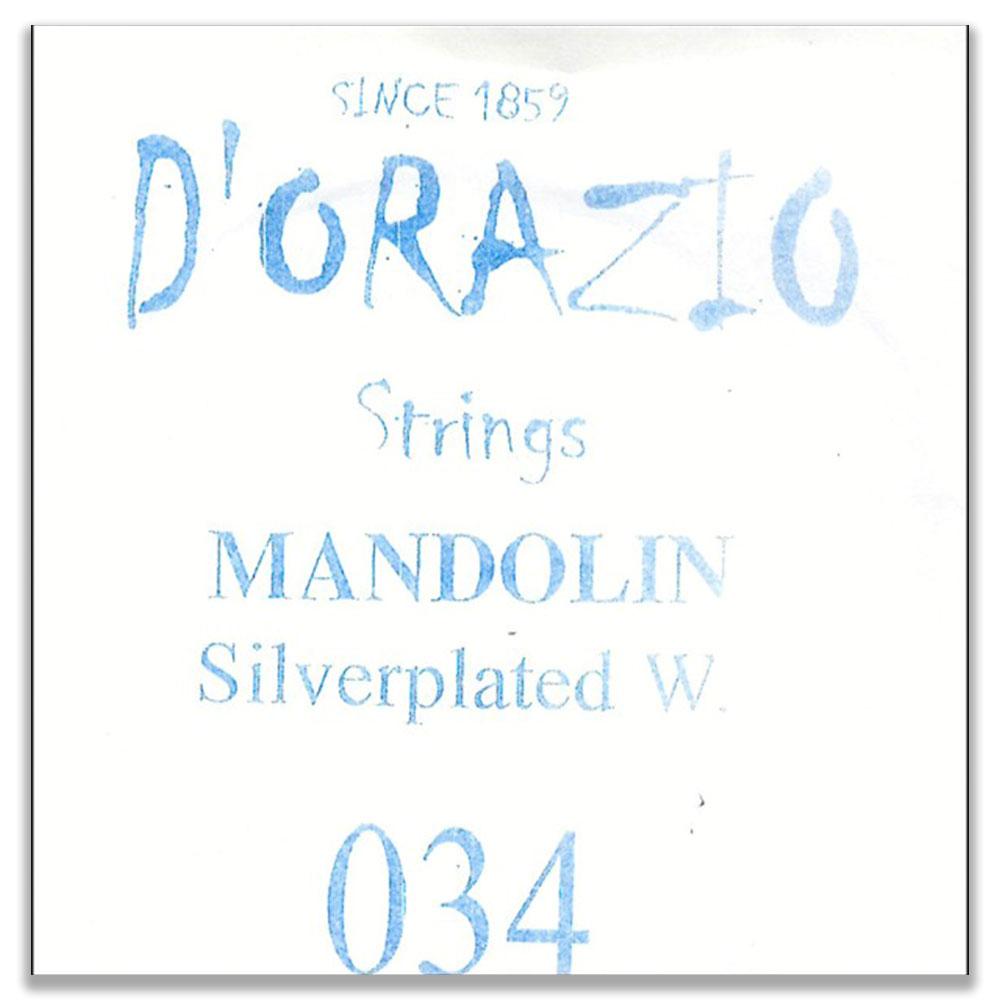 SINCE 1859
D'ORAZIO
Strings
MANDOLIN
Silverplated W.
034